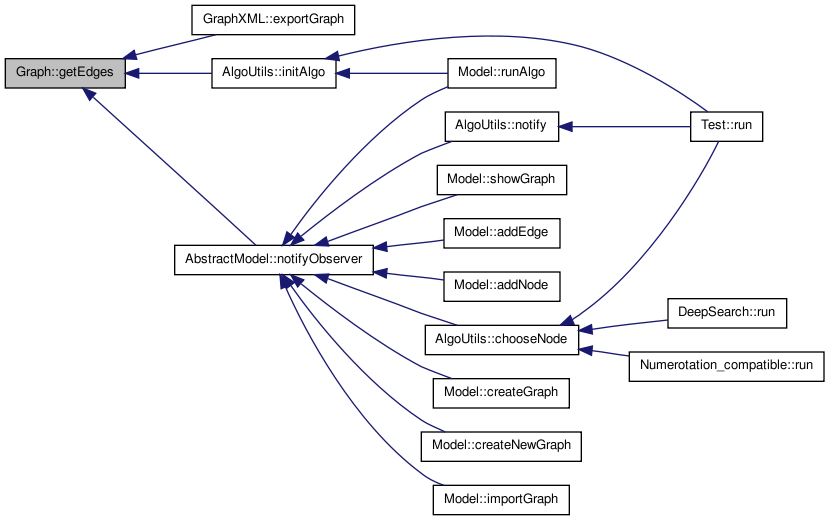 GraphXML::exportGraph
Graph::getEdges
AlgoUtils::initAlgo
Model::runAlgo
AlgoUtils::notify
Test::run
Model::showGraph
Model::addEdge
AbstractModel::notifyObserver
Model::addNode
DeepSearch::run
AlgoUtils::chooseNode
Numerotation_compatible::run
Model::createGraph
Model::createNewGraph
Model::importGraph